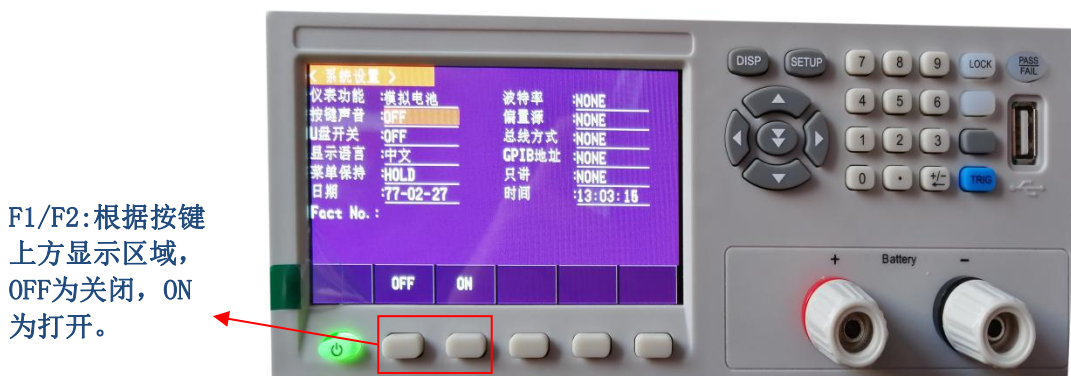 F1/F2:根据按键
上方显示区域，
OFF为关闭，ON
为打开。
< 系统设置 >
仪表功能 :模拟电池 波特率 :NONE
按键声音 :OFF 偏置源 :NONE
U盘开关 :OFF 总线方式 :NONE
显示语言 :中文 GPIB地址 :NONE
菜单保持 :HOLD 只讲 :NONE
日期 :77-02-27 时间 :13:03:15
Fact No.:
OFF ON
DISP SETUP 7 8 9 LOCK PASS
FAIL
4 5 6
1 2 3
0 · +/- TRIG
+ Battery -